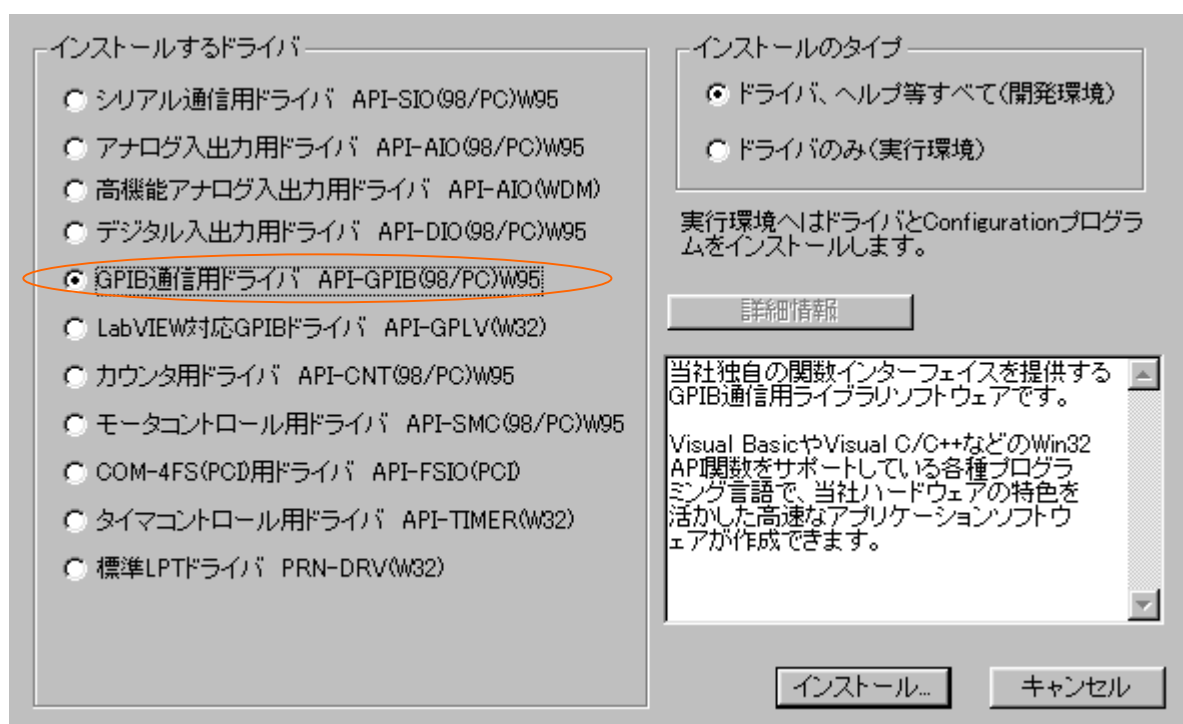 インストールするドライバ
シリアル通信用ドライバ API-SIO(98/PC)W95
アナログ入出力用ドライバ API-AIO(98/PC)W95
高機能アナログ入出力用ドライバ API-AIO(WDM)
デジタル入出力用ドライバ API-DIO(98/PC)W95
GPIB通信用ドライバ API-GPIB(98/PC)W95
LabVIEW対応GPIBドライバ API-GPLV(W32)
カウンタ用ドライバ API-CNT(98/PC)W95
モータコントロール用ドライバ API-SMC(98/PC)W95
COM-4FS(PCI)用ドライバ API-FSIO(PCI)
タイマコントロール用ドライバ API-TIMER(W32)
標準LPTドライバ PRN-DRV(W32)
インストールのタイプ
ドライバ、ヘルプ等すべて(開発環境)
ドライバのみ(実行環境)
実行環境へはドライバとConfigurationプログラ
ムをインストールします。
詳細情報
当社独自の関数インターフェイスを提供する
GPIB通信用ライブラリソフトウェアです。
Visual BasicやVisual C/C++などのWin32
API関数をサポートしている各種プログラ
ミング言語で、当社ハードウェアの特色を
活かした高速なアプリケーションソフトウ
ェアが作成できます。
インストール...
キャンセル